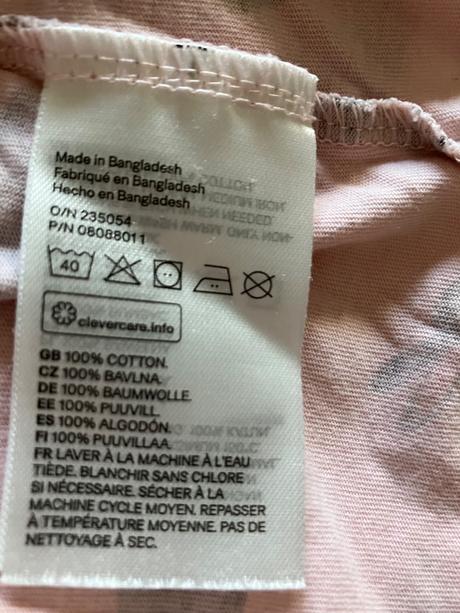 Made in Bangladesh
Fabriqué en Bangladesh
Hecho en Bangladesh
O/N 235054
P/N 08088011
40
clevercare.info
GB 100% COTTON.
CZ 100% BAVLNA.
DE 100% BAUMWOLLE.
EE 100% PUUVILL.
ES 100% ALGODÓN.
FI 100% PUUVILLAA.
FR LAVER À LA MACHINE À L'EAU
TIÈDE. BLANCHIR SANS CHLORE
SI NÉCESSAIRE. SÉCHER À LA
MACHINE CYCLE MOYEN. REPASSER
À TEMPÉRATURE MOYENNE. PAS DE
NETTOYAGE À SEC.